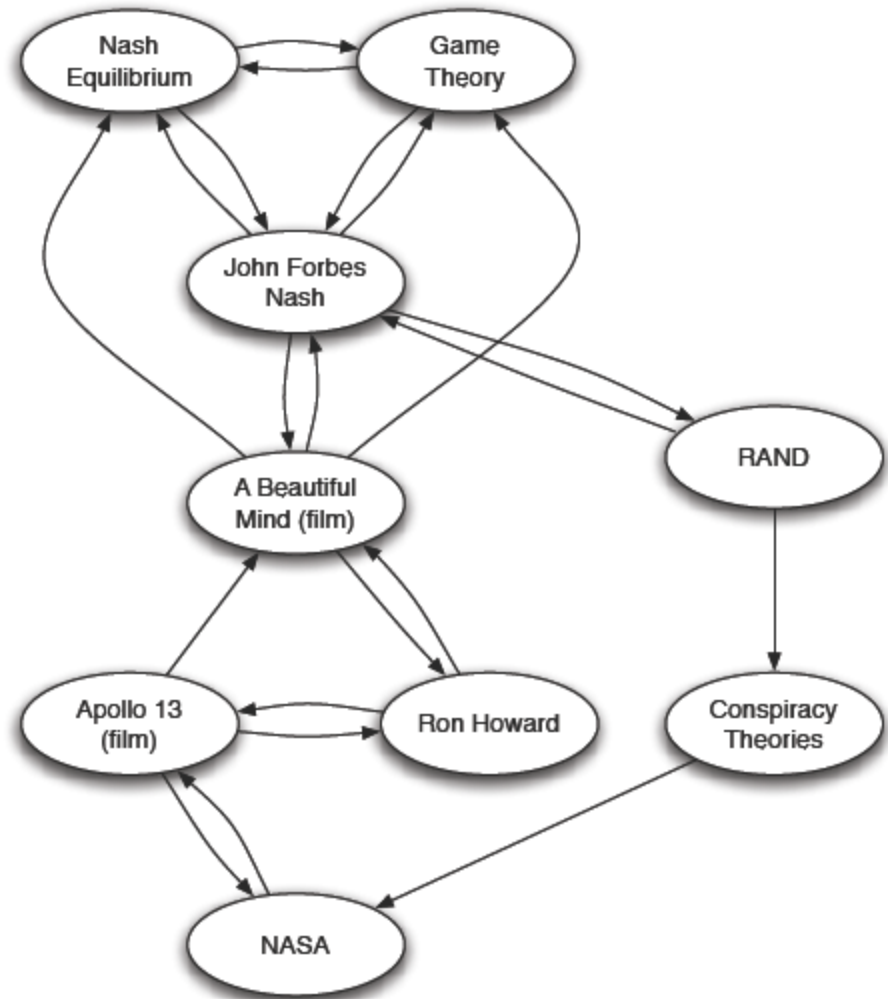 Nash
Equilibrium
Game
Theory
John Forbes
Nash
RAND
A Beautiful
Mind (film)
Apollo 13
(film)
Ron Howard
Conspiracy
Theories
NASA